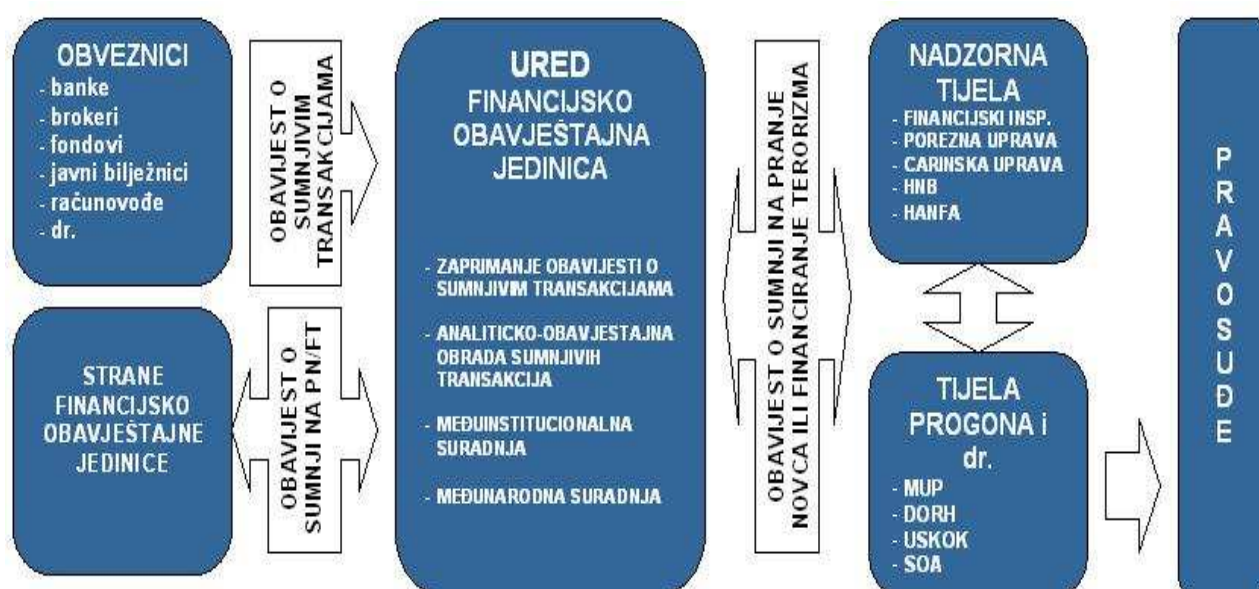 OBVEZNICI
- banke
- brokeri
- fondovi
- javni bilježnici
- računovođe
- dr.
OBAVIJEST O
SUMNJIVIM
TRANSAKCIJAMA
STRANE
FINANCIJSKO
OBAVJEŠTAJNE
JEDINICE
OBAVIJEST O
SUMNJI NA PN/FT
URED
FINANCIJSKO
OBAVJEŠTAJNA
JEDINICA
- ZAPRIMANJE OBAVIJESTI O
SUMNJIVIM TRANSAKCIJAMA
- ANALITICKO-OBAVJESTAJNA
OBRADA SUMNJIVIH
TRANSAKCIJA
- MEĐUINSTITUCIONALNA
SURADNJA
- MEĐUNARODNA SURADNJA
OBAVIJEST O SUMNJI NA PRANJE
NOVCA ILI FINANCIRANJE TERORIZMA
NADZORNA
TIJELA
- FINANCIJSKI INSP.
- POREZNA UPRAVA
- CARINSKA UPRAVA
- HNB
- HANFA
TIJELA
PROGONA i
dr.
- MUP
- DORH
- USKOK
- SOA
PRAVOSUĐE